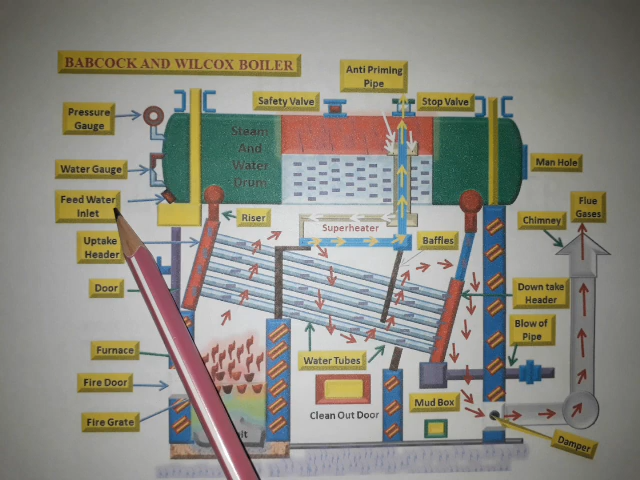 BABCOCK AND WILCOX BOILER
Anti Priming
Pipe
Safety Valve
Stop Valve
Pressure
Gauge
Steam
And
Water
Drum
Water Gauge
Man Hole
Feed Water
Inlet
Riser
Superheater
Chimney
Flue
Gases
Uptake
Header
Baffles
Door
Down take
Header
Blow of
Pipe
Furnace
Water Tubes
Fire Door
Clean Out Door
Mud Box
Fire Grate
Damper